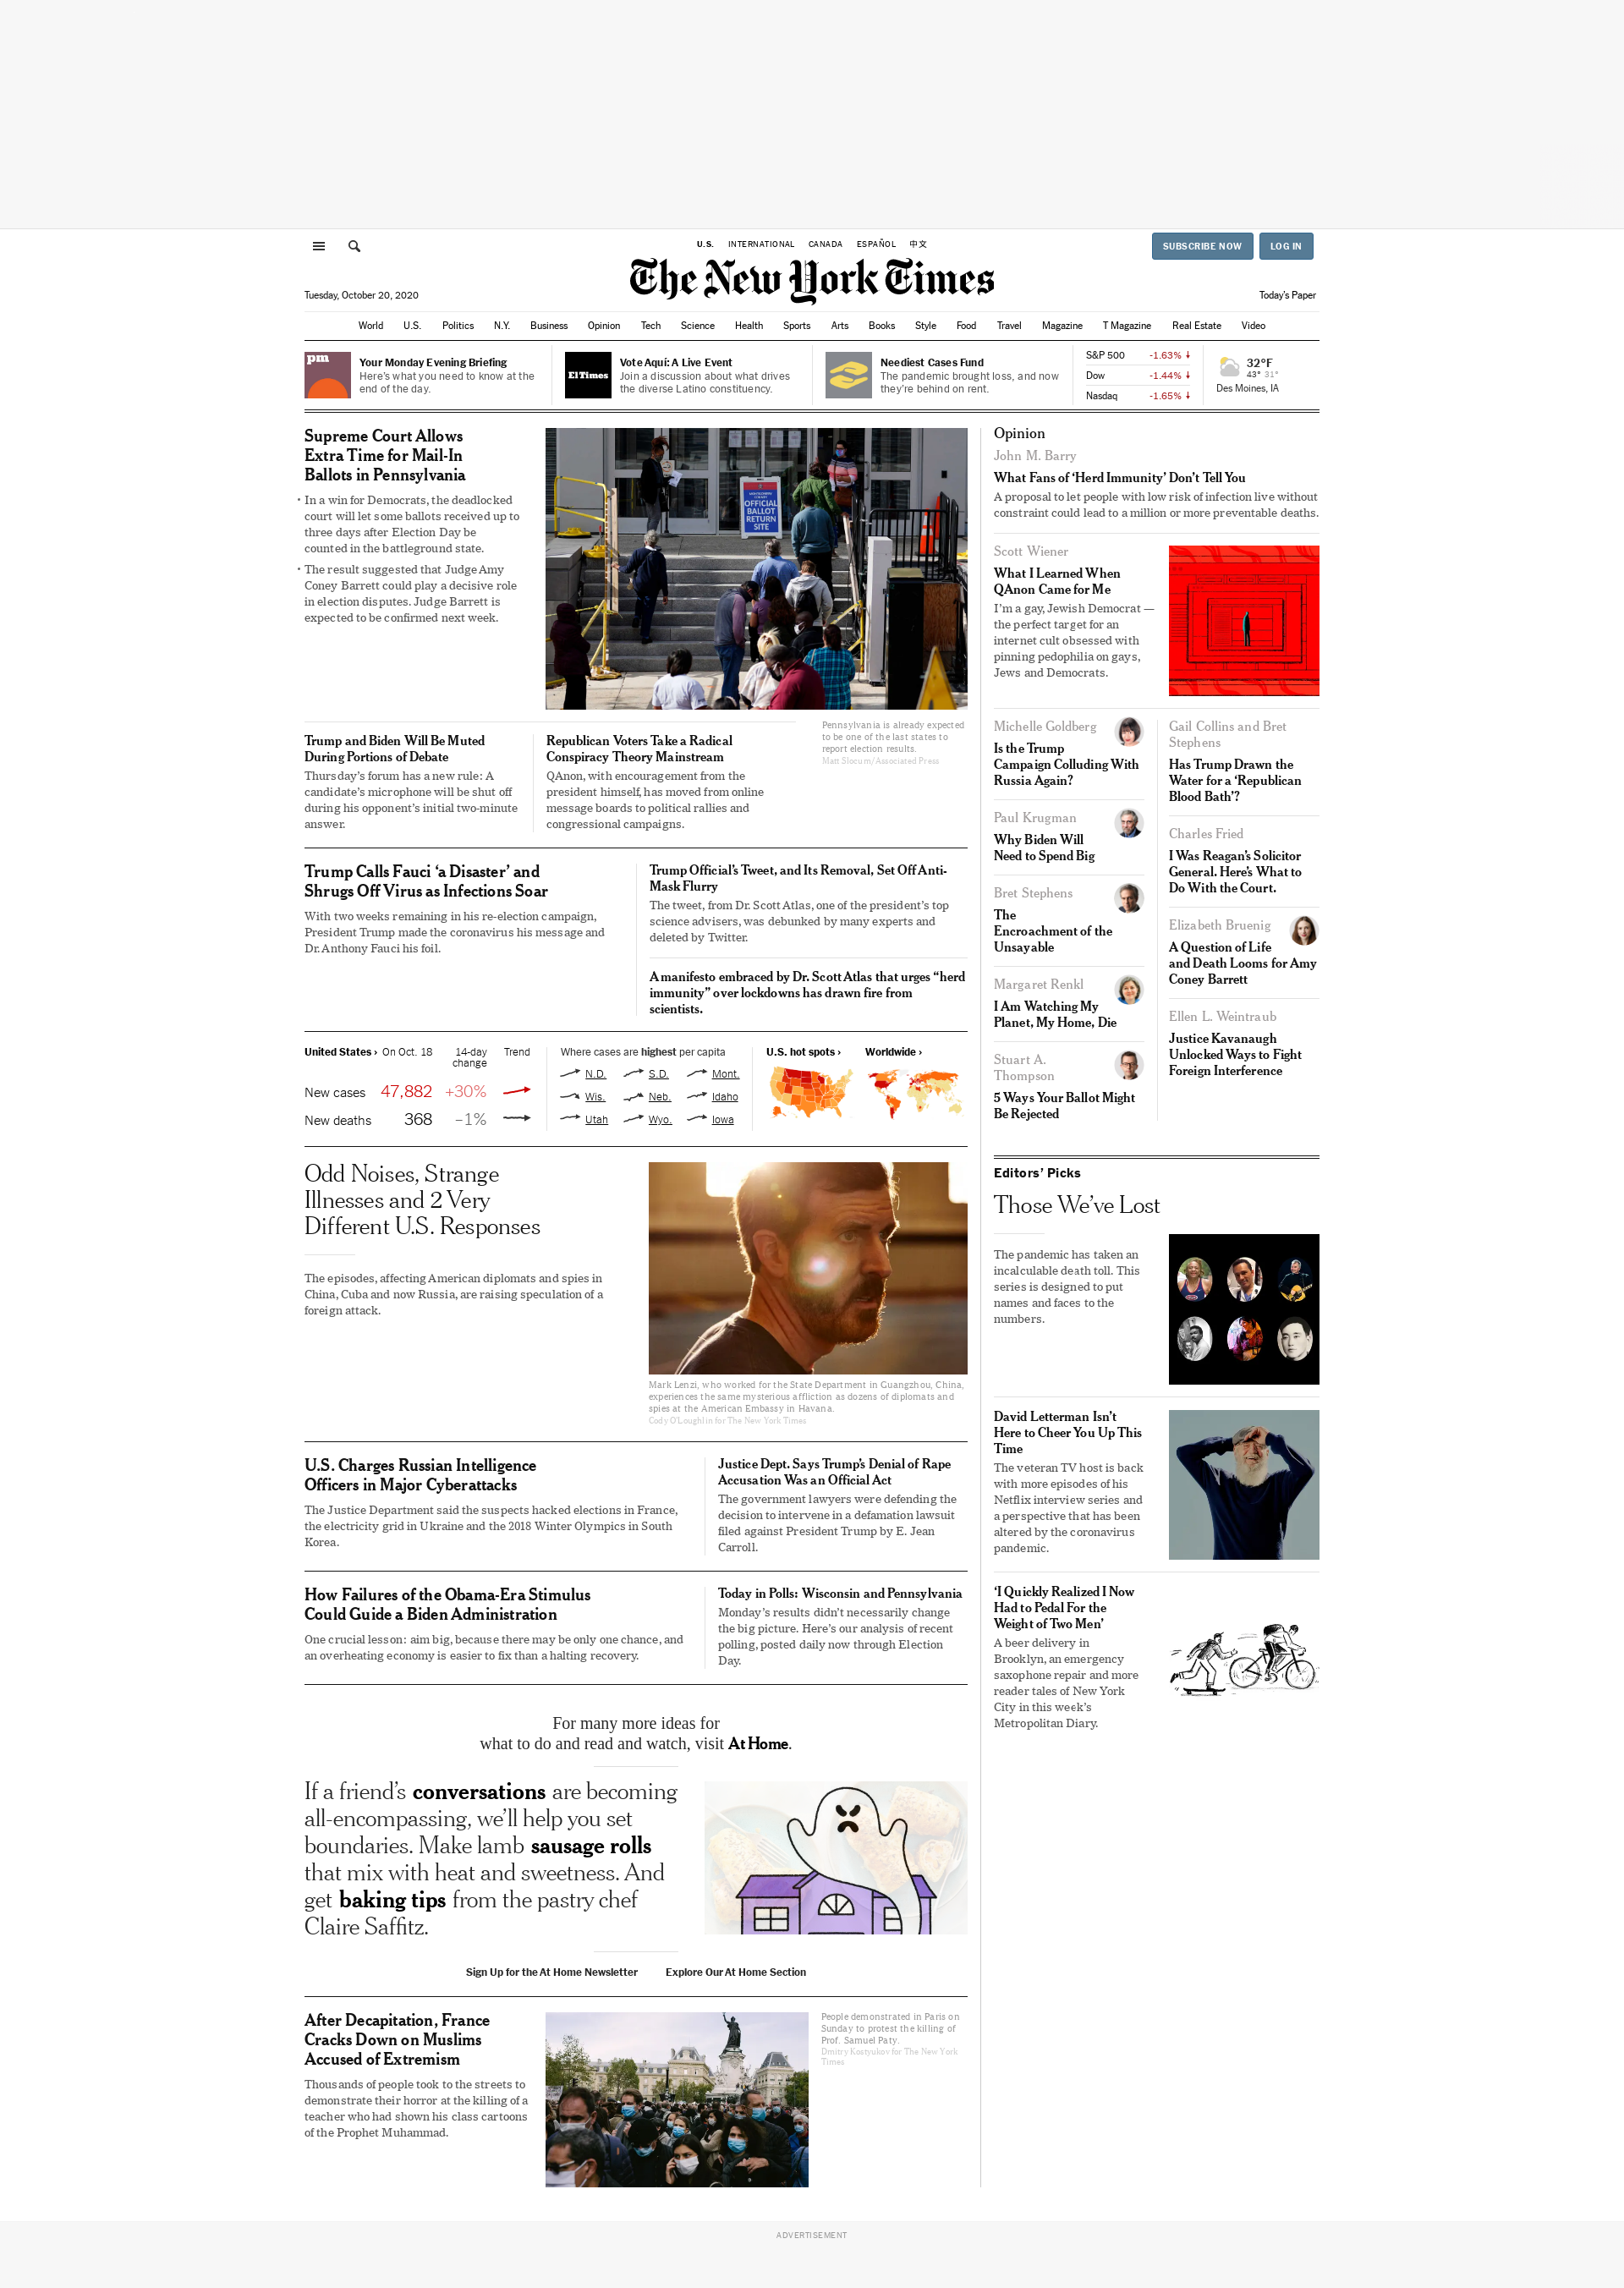 U.S. INTERNATIONAL CANADA ESPAÑOL 中文
SUBSCRIBE NOW LOG IN
The New York Times
Tuesday, October 20, 2020
Today's Paper
World U.S. Politics N.Y. Business Opinion Tech Science Health Sports Arts Books Style Food Travel Magazine T Magazine Real Estate Video
pm
Your Monday Evening Briefing
Here's what you need to know at the
end of the day.
El Times
Vote Aquí: A Live Event
Join a discussion about what drives
the diverse Latino constituency.
Neediest Cases Fund
The pandemic brought loss, and now
they're behind on rent.
S&P 500 -1.63% ↓
Dow -1.44% ↓
Nasdaq -1.65% ↓
32°F
43° 31°
Des Moines, IA
Supreme Court Allows
Extra Time for Mail-In
Ballots in Pennsylvania
• In a win for Democrats, the deadlocked
court will let some ballots received up to
three days after Election Day be
counted in the battleground state.
• The result suggested that Judge Amy
Coney Barrett could play a decisive role
in election disputes. Judge Barrett is
expected to be confirmed next week.
OFFICIAL
BALLOT
RETURN
SITE
Pennsylvania is already expected
to be one of the last states to
report election results.
Matt Slocum/Associated Press
Trump and Biden Will Be Muted
During Portions of Debate
Thursday's forum has a new rule: A
candidate's microphone will be shut off
during his opponent's initial two-minute
answer.
Republican Voters Take a Radical
Conspiracy Theory Mainstream
QAnon, with encouragement from the
president himself, has moved from online
message boards to political rallies and
congressional campaigns.
Trump Calls Fauci ‘a Disaster’ and
Shrugs Off Virus as Infections Soar
With two weeks remaining in his re-election campaign,
President Trump made the coronavirus his message and
Dr. Anthony Fauci his foil.
Trump Official's Tweet, and Its Removal, Set Off Anti-
Mask Flurry
The tweet, from Dr. Scott Atlas, one of the president's top
science advisers, was debunked by many experts and
deleted by Twitter.
A manifesto embraced by Dr. Scott Atlas that urges “herd
immunity” over lockdowns has drawn fire from
scientists.
United States › On Oct. 18 14-day
change Trend
New cases 47,882 +30%
New deaths 368 –1%
Where cases are highest per capita
N.D. S.D. Mont.
Wis. Neb. Idaho
Utah Wyo. Iowa
U.S. hot spots › Worldwide ›
Odd Noises, Strange
Illnesses and 2 Very
Different U.S. Responses
The episodes, affecting American diplomats and spies in
China, Cuba and now Russia, are raising speculation of a
foreign attack.
Mark Lenzi, who worked for the State Department in Guangzhou, China,
experiences the same mysterious affliction as dozens of diplomats and
spies at the American Embassy in Havana.
Cody O'Loughlin for The New York Times
U.S. Charges Russian Intelligence
Officers in Major Cyberattacks
The Justice Department said the suspects hacked elections in France,
the electricity grid in Ukraine and the 2018 Winter Olympics in South
Korea.
Justice Dept. Says Trump's Denial of Rape
Accusation Was an Official Act
The government lawyers were defending the
decision to intervene in a defamation lawsuit
filed against President Trump by E. Jean
Carroll.
How Failures of the Obama-Era Stimulus
Could Guide a Biden Administration
One crucial lesson: aim big, because there may be only one chance, and
an overheating economy is easier to fix than a halting recovery.
Today in Polls: Wisconsin and Pennsylvania
Monday's results didn't necessarily change
the big picture. Here's our analysis of recent
polling, posted daily now through Election
Day.
For many more ideas for
what to do and read and watch, visit At Home.
If a friend's conversations are becoming
all-encompassing, we'll help you set
boundaries. Make lamb sausage rolls
that mix with heat and sweetness. And
get baking tips from the pastry chef
Claire Saffitz.
Sign Up for the At Home Newsletter Explore Our At Home Section
After Decapitation, France
Cracks Down on Muslims
Accused of Extremism
Thousands of people took to the streets to
demonstrate their horror at the killing of a
teacher who had shown his class cartoons
of the Prophet Muhammad.
People demonstrated in Paris on
Sunday to protest the killing of
Prof. Samuel Paty.
Dmitry Kostyukov for The New York
Times
Opinion
John M. Barry
What Fans of ‘Herd Immunity’ Don't Tell You
A proposal to let people with low risk of infection live without
constraint could lead to a million or more preventable deaths.
Scott Wiener
What I Learned When
QAnon Came for Me
I'm a gay, Jewish Democrat —
the perfect target for an
internet cult obsessed with
pinning pedophilia on gays,
Jews and Democrats.
Michelle Goldberg
Is the Trump
Campaign Colluding With
Russia Again?
Paul Krugman
Why Biden Will
Need to Spend Big
Bret Stephens
The
Encroachment of the
Unsayable
Margaret Renkl
I Am Watching My
Planet, My Home, Die
Stuart A.
Thompson
5 Ways Your Ballot Might
Be Rejected
Gail Collins and Bret
Stephens
Has Trump Drawn the
Water for a ‘Republican
Blood Bath’?
Charles Fried
I Was Reagan's Solicitor
General. Here's What to
Do With the Court.
Elizabeth Bruenig
A Question of Life
and Death Looms for Amy
Coney Barrett
Ellen L. Weintraub
Justice Kavanaugh
Unlocked Ways to Fight
Foreign Interference
Editors' Picks
Those We've Lost
The pandemic has taken an
incalculable death toll. This
series is designed to put
names and faces to the
numbers.
David Letterman Isn't
Here to Cheer You Up This
Time
The veteran TV host is back
with more episodes of his
Netflix interview series and
a perspective that has been
altered by the coronavirus
pandemic.
‘I Quickly Realized I Now
Had to Pedal For the
Weight of Two Men’
A beer delivery in
Brooklyn, an emergency
saxophone repair and more
reader tales of New York
City in this week's
Metropolitan Diary.
ADVERTISEMENT